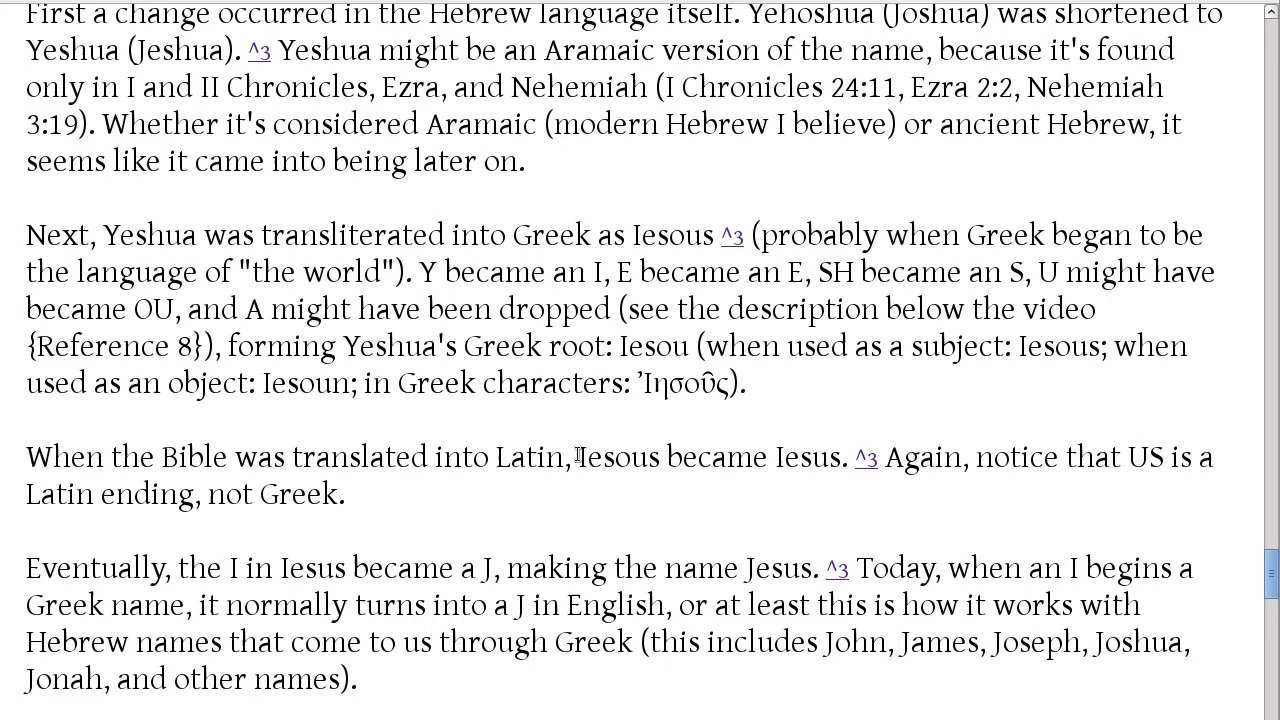 First a change occurred in the Hebrew language itself. Yehoshua (Joshua) was shortened to
Yeshua (Jeshua). ^3 Yeshua might be an Aramaic version of the name, because it's found
only in I and II Chronicles, Ezra, and Nehemiah (I Chronicles 24:11, Ezra 2:2, Nehemiah
3:19). Whether it's considered Aramaic (modern Hebrew I believe) or ancient Hebrew, it
seems like it came into being later on.
Next, Yeshua was transliterated into Greek as Iesous ^3 (probably when Greek began to be
the language of "the world"). Y became an I, E became an E, SH became an S, U might have
became OU, and A might have been dropped (see the description below the video
{Reference 8}), forming Yeshua's Greek root: Iesou (when used as a subject: Iesous; when
used as an object: Iesoun; in Greek characters: Ἰησοῦς).
When the Bible was translated into Latin, Iesous became Iesus. ^3 Again, notice that US is a
Latin ending, not Greek.
Eventually, the I in Iesus became a J, making the name Jesus. ^3 Today, when an I begins a
Greek name, it normally turns into a J in English, or at least this is how it works with
Hebrew names that come to us through Greek (this includes John, James, Joseph, Joshua,
Jonah, and other names).